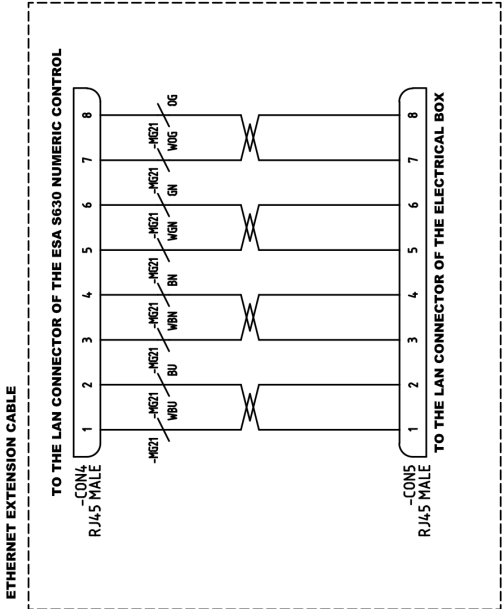 ETHERNET EXTENSION CABLE
TO THE LAN CONNECTOR OF THE ESA S630 NUMERIC CONTROL
-CON4
RJ45 MALE
1 2 3 4 5 6 7 8
-MG21 -MG21 -MG21 -MG21 -MG21 -MG21 -MG21 -MG21
WBU BU WBN BN WGN GN WOG OG
1 2 3 4 5 6 7 8
-CON5
RJ45 MALE
TO THE LAN CONNECTOR OF THE ELECTRICAL BOX